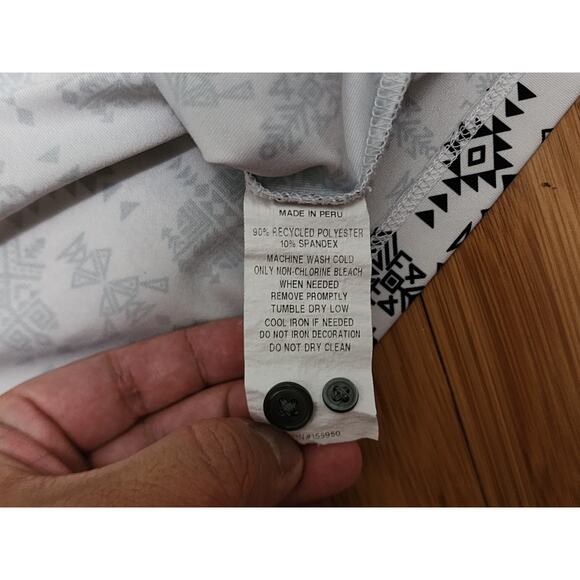 MADE IN PERU
90% RECYCLED POLYESTER
10% SPANDEX
MACHINE WASH COLD
ONLY NON-CHLORINE BLEACH
WHEN NEEDED
REMOVE PROMPTLY
TUMBLE DRY LOW
COOL IRON IF NEEDED
DO NOT IRON DECORATION
DO NOT DRY CLEAN